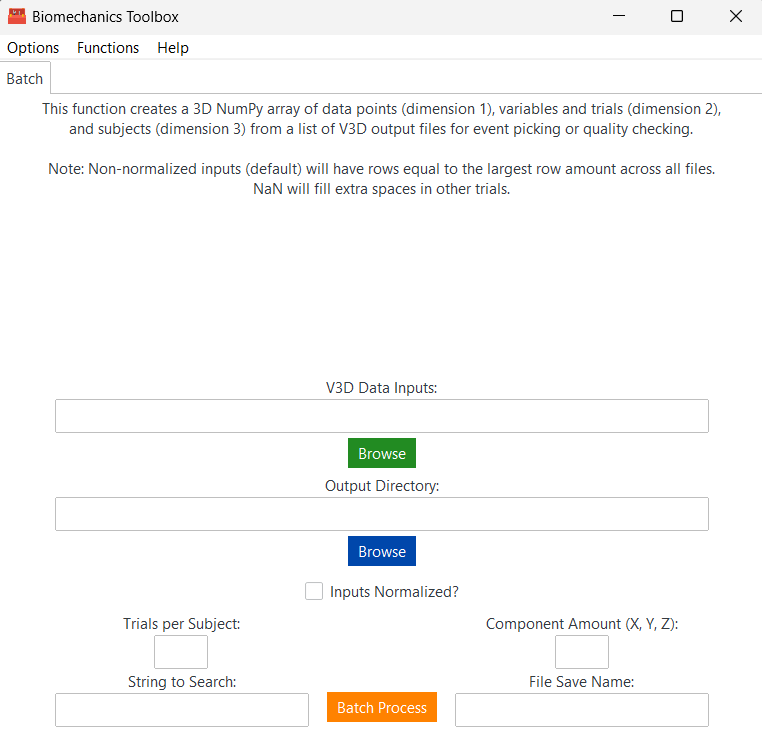 Biomechanics Toolbox
Options Functions Help
Batch
This function creates a 3D NumPy array of data points (dimension 1), variables and trials (dimension 2),
and subjects (dimension 3) from a list of V3D output files for event picking or quality checking.
Note: Non-normalized inputs (default) will have rows equal to the largest row amount across all files.
NaN will fill extra spaces in other trials.
V3D Data Inputs:
Browse
Output Directory:
Browse
Inputs Normalized?
Trials per Subject:
Component Amount (X, Y, Z):
String to Search:
File Save Name:
Batch Process